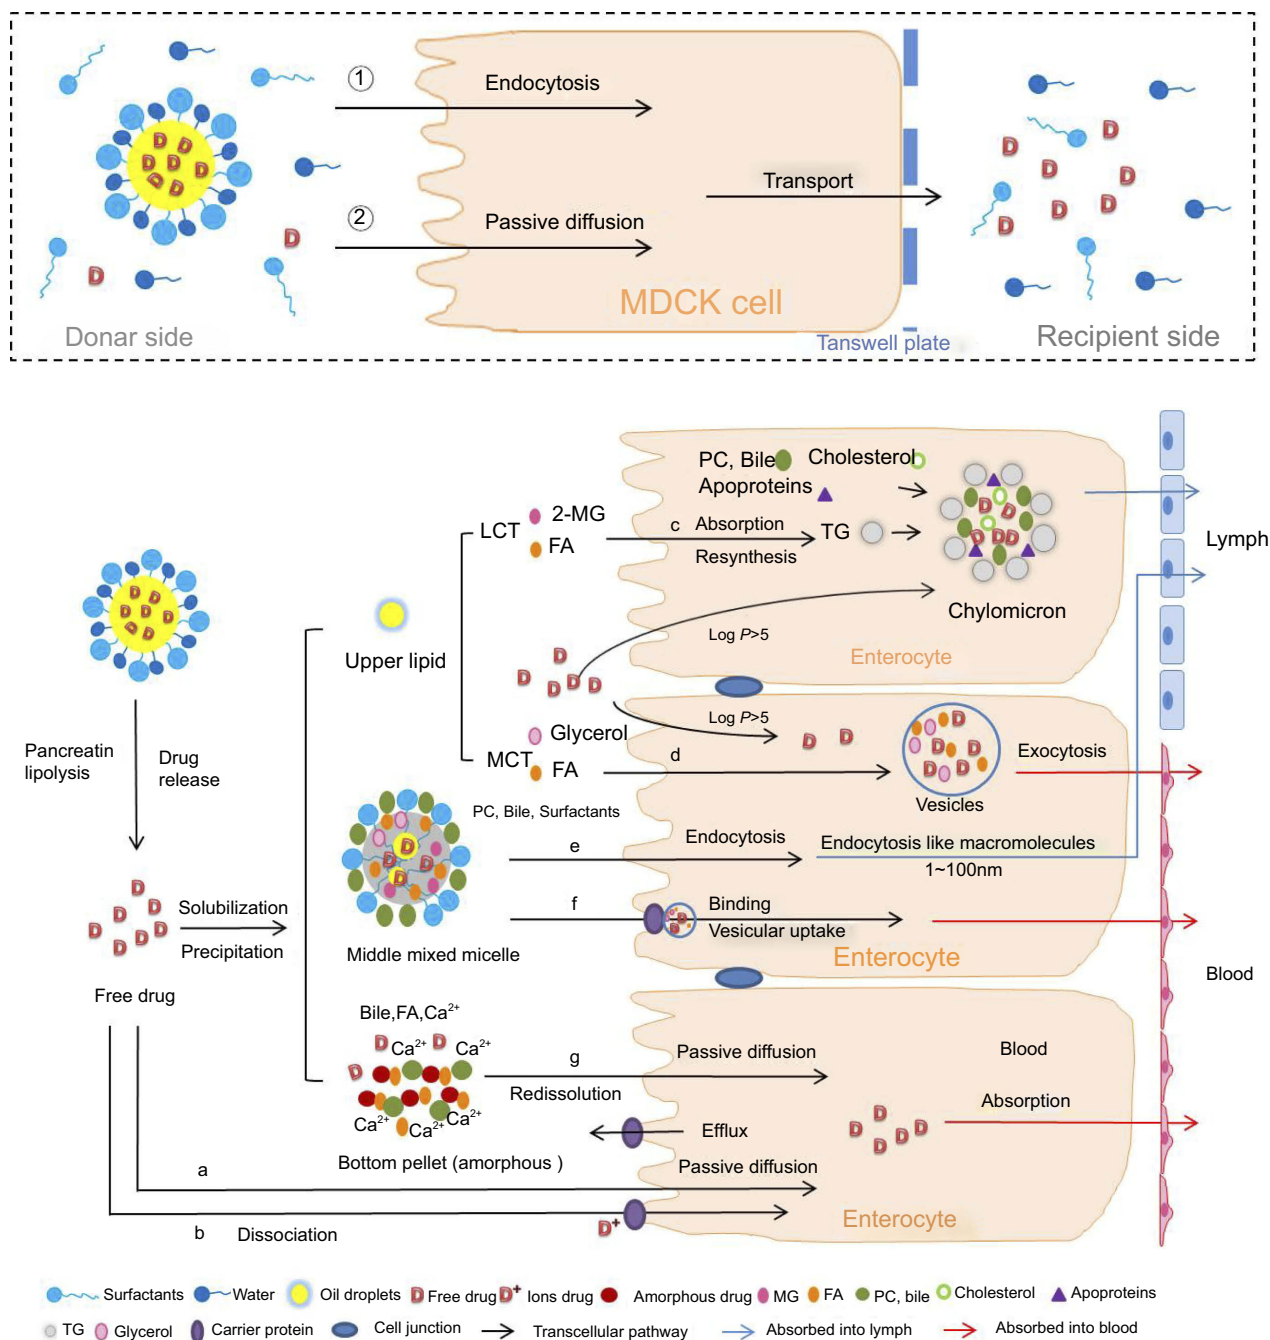 1
Endocytosis
Transport
2
Passive diffusion
MDCK cell
Donar side
Tanswell plate
Recipient side
D D D D D D D
D
D
D D D D D D D
PC, Bile
Cholesterol
Apoproteins
2-MG
LCT
FA
c Absorption
Resynthesis
TG
Lymph
Chylomicron
Log P>5
Enterocyte
Upper lipid
Pancreatin
lipolysis
Drug
release
Log P>5
Glycerol
MCT
FA
d
Exocytosis
Vesicles
PC, Bile, Surfactants
e
Endocytosis
Endocytosis like macromolecules
1~100nm
f
Binding
Vesicular uptake
Enterocyte
Solubilization
Precipitation
Middle mixed micelle
Free drug
Blood
Bile,FA,Ca2+
Ca2+ Ca2+
Ca2+ Ca2+ Ca2+
g
Redissolution
Passive diffusion
Blood
Absorption
Efflux
Bottom pellet (amorphous )
Passive diffusion
a
b Dissociation
D+
Enterocyte
Surfactants Water Oil droplets D Free drug D+ Ions drug Amorphous drug MG FA PC, bile Cholesterol Apoproteins
TG Glycerol Carrier protein Cell junction Transcellular pathway Absorbed into lymph Absorbed into blood